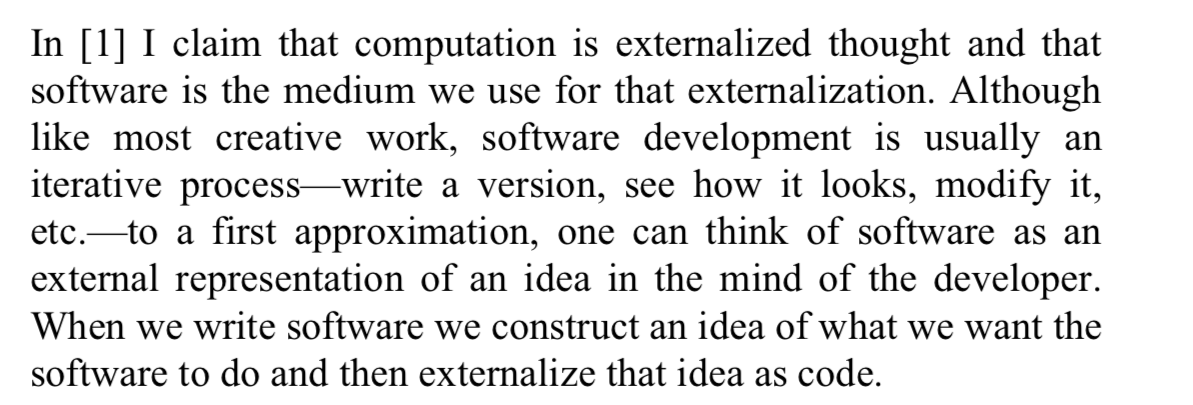 In [1] I claim that computation is externalized thought and that
software is the medium we use for that externalization. Although
like most creative work, software development is usually an
iterative process—write a version, see how it looks, modify it,
etc.—to a first approximation, one can think of software as an
external representation of an idea in the mind of the developer.
When we write software we construct an idea of what we want the
software to do and then externalize that idea as code.